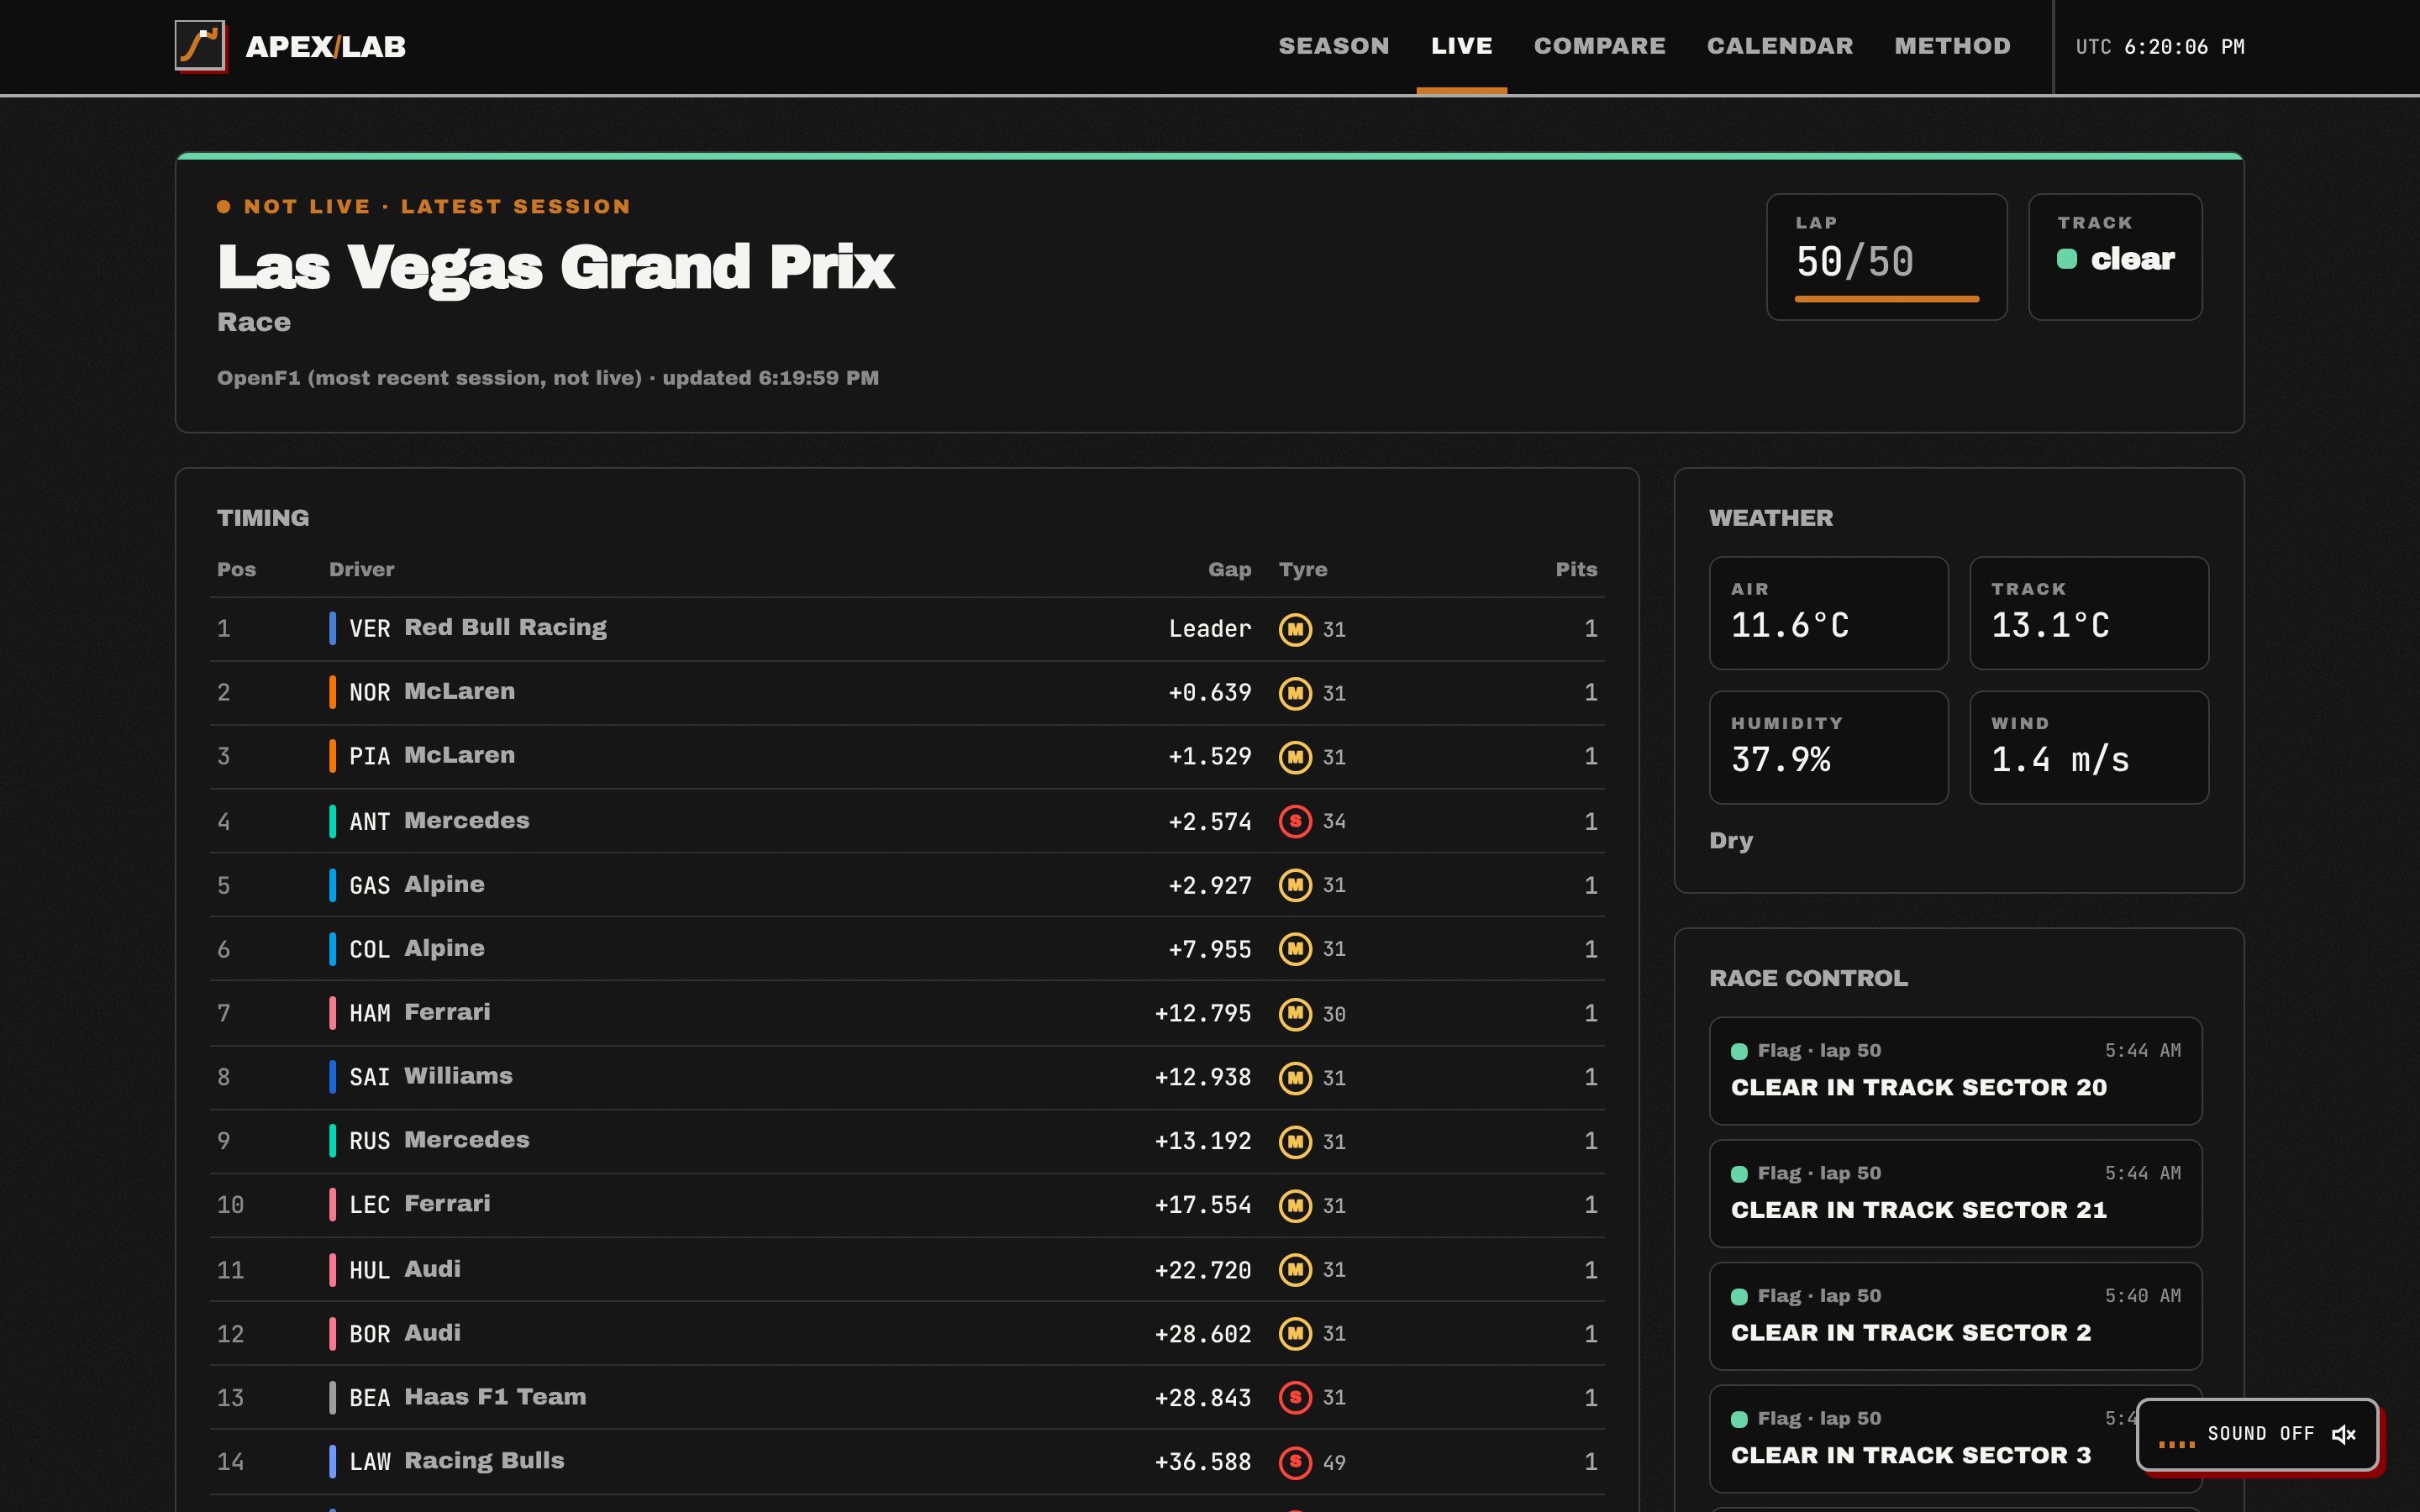 APEX/LAB
SEASON LIVE COMPARE CALENDAR METHOD UTC 6:20:06 PM
NOT LIVE · LATEST SESSION
Las Vegas Grand Prix
Race
OpenF1 (most recent session, not live) · updated 6:19:59 PM
LAP
50/50
TRACK
clear
TIMING
Pos Driver Gap Tyre Pits
1 VER Red Bull Racing Leader M 31 1
2 NOR McLaren +0.639 M 31 1
3 PIA McLaren +1.529 M 31 1
4 ANT Mercedes +2.574 S 34 1
5 GAS Alpine +2.927 M 31 1
6 COL Alpine +7.955 M 31 1
7 HAM Ferrari +12.795 M 30 1
8 SAI Williams +12.938 M 31 1
9 RUS Mercedes +13.192 M 31 1
10 LEC Ferrari +17.554 M 31 1
11 HUL Audi +22.720 M 31 1
12 BOR Audi +28.602 M 31 1
13 BEA Haas F1 Team +28.843 S 31 1
14 LAW Racing Bulls +36.588 S 49 1
WEATHER
AIR
11.6°C
TRACK
13.1°C
HUMIDITY
37.9%
WIND
1.4 m/s
Dry
RACE CONTROL
Flag · lap 50 5:44 AM
CLEAR IN TRACK SECTOR 20
Flag · lap 50 5:44 AM
CLEAR IN TRACK SECTOR 21
Flag · lap 50 5:40 AM
CLEAR IN TRACK SECTOR 2
Flag · lap 50
CLEAR IN TRACK SECTOR 3
SOUND OFF